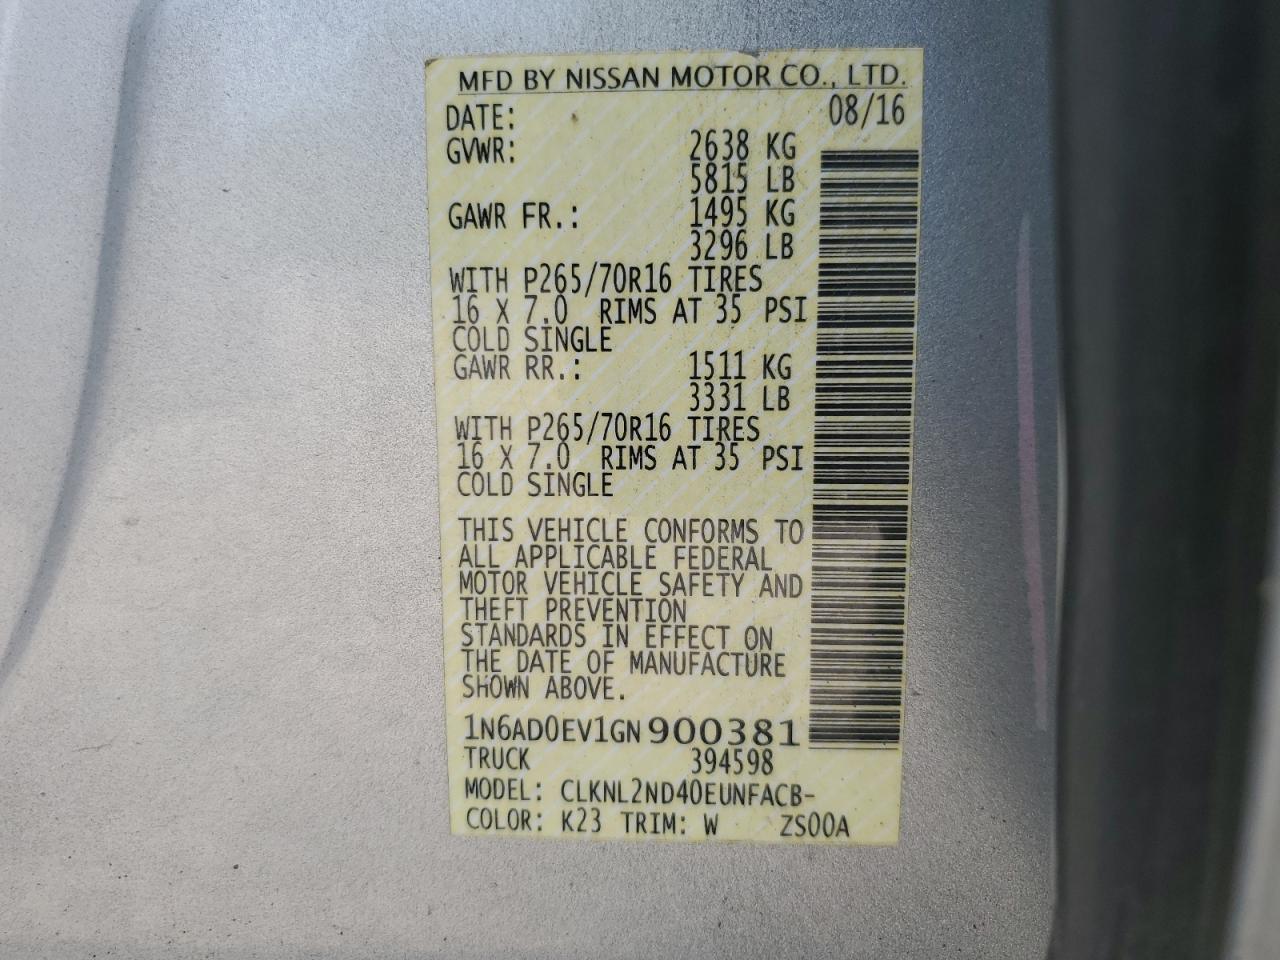 MFD BY NISSAN MOTOR CO., LTD.
DATE: 08/16
GVWR: 2638 KG
5815 LB
GAWR FR.: 1495 KG
3296 LB
WITH P265/70R16 TIRES
16 X 7.0 RIMS AT 35 PSI
COLD SINGLE
GAWR RR.: 1511 KG
3331 LB
WITH P265/70R16 TIRES
16 X 7.0 RIMS AT 35 PSI
COLD SINGLE
THIS VEHICLE CONFORMS TO
ALL APPLICABLE FEDERAL
MOTOR VEHICLE SAFETY AND
THEFT PREVENTION
STANDARDS IN EFFECT ON
THE DATE OF MANUFACTURE
SHOWN ABOVE.
1N6AD0EV1GN900381
TRUCK 394598
MODEL: CLKNL2ND40EUNFACB-
COLOR: K23 TRIM: W ZS00A